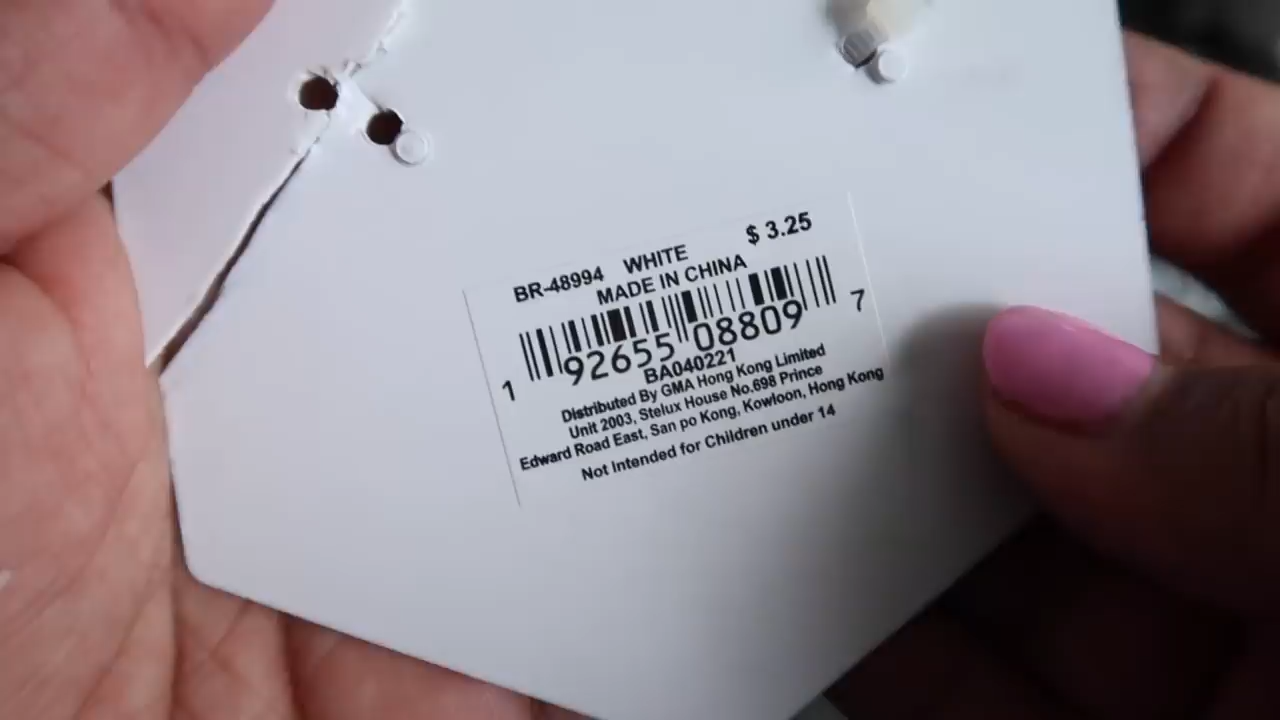 BR-48994 WHITE $ 3.25
MADE IN CHINA
1 92655 08809 7
BA040221
Distributed By GMA Hong Kong Limited
Unit 2003, Stelux House No.698 Prince
Edward Road East, San po Kong, Kowloon, Hong Kong
Not Intended for Children under 14